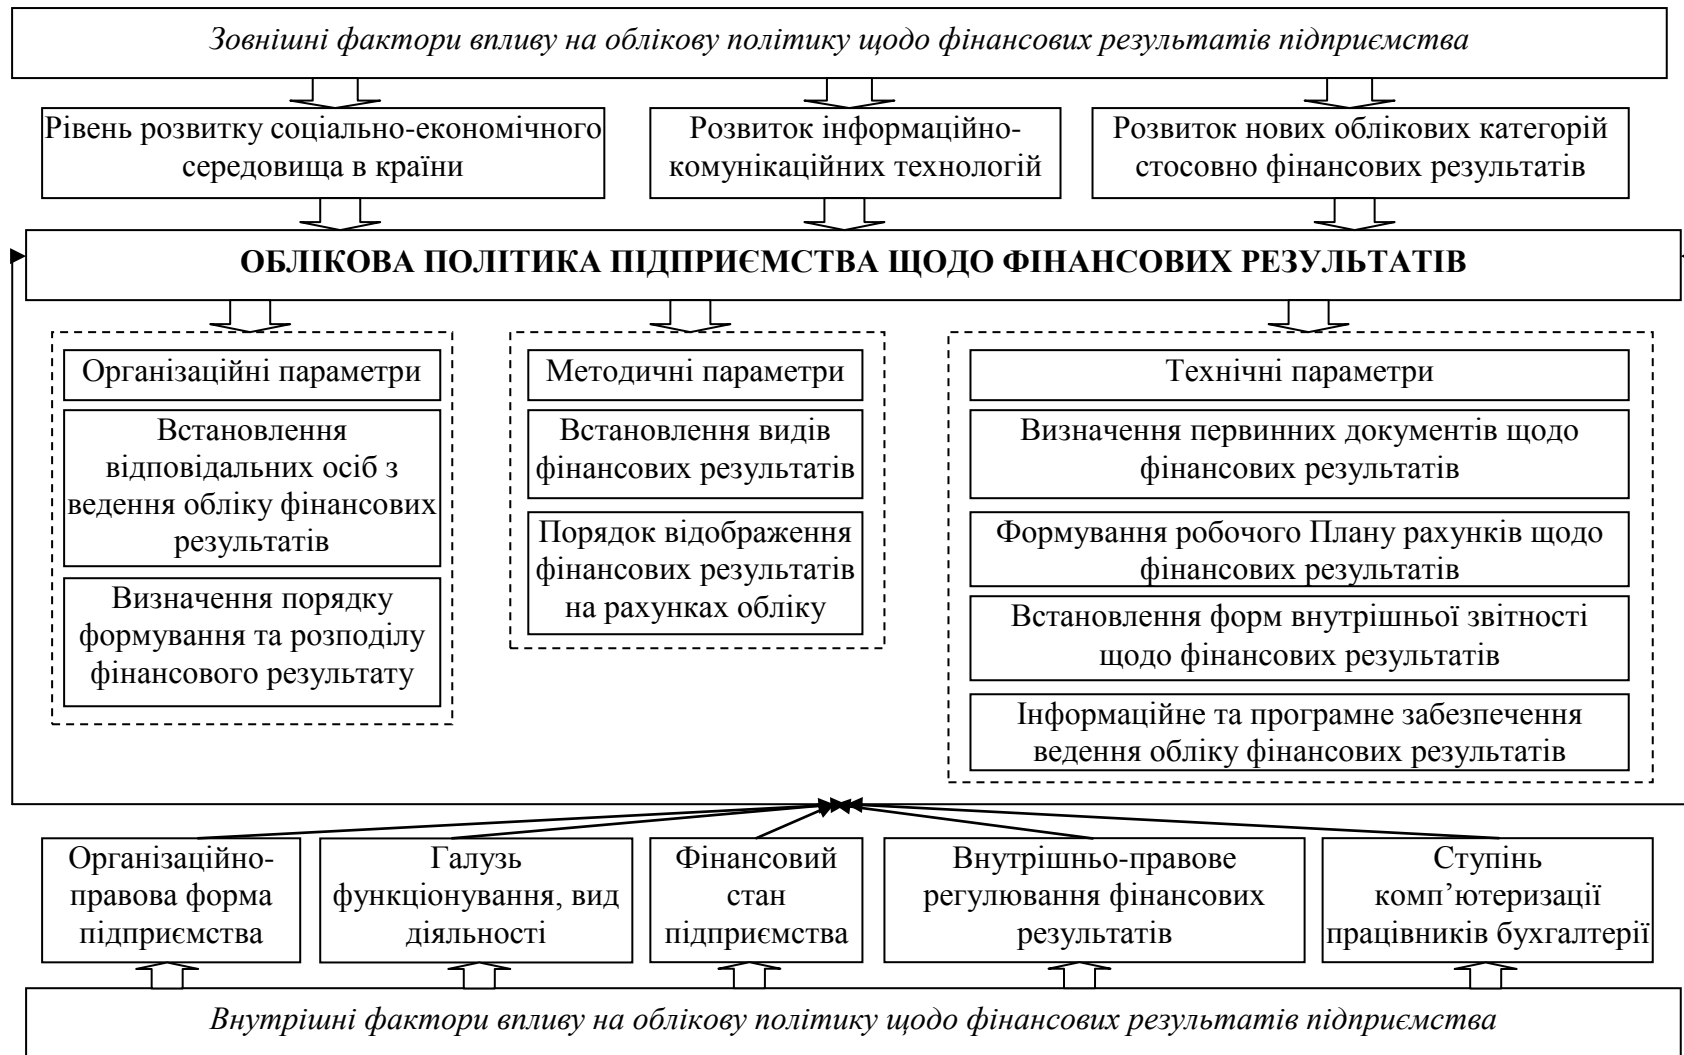 Зовнішні фактори впливу на облікову політику щодо фінансових результатів підприємства
Рівень розвитку соціально-економічного
середовища в країни
Розвиток інформаційно-
комунікаційних технологій
Розвиток нових облікових категорій
стосовно фінансових результатів
ОБЛІКОВА ПОЛІТИКА ПІДПРИЄМСТВА ЩОДО ФІНАНСОВИХ РЕЗУЛЬТАТІВ
Організаційні параметри
Встановлення
відповідальних осіб з
ведення обліку фінансових
результатів
Визначення порядку
формування та розподілу
фінансового результату
Методичні параметри
Встановлення видів
фінансових результатів
Порядок відображення
фінансових результатів
на рахунках обліку
Технічні параметри
Визначення первинних документів щодо
фінансових результатів
Формування робочого Плану рахунків щодо
фінансових результатів
Встановлення форм внутрішньої звітності
щодо фінансових результатів
Інформаційне та програмне забезпечення
ведення обліку фінансових результатів
Організаційно-
правова форма
підприємства
Галузь
функціонування, вид
діяльності
Фінансовий
стан
підприємства
Внутрішньо-правове
регулювання фінансових
результатів
Ступінь
комп’ютеризації
працівників бухгалтерії
Внутрішні фактори впливу на облікову політику щодо фінансових результатів підприємства